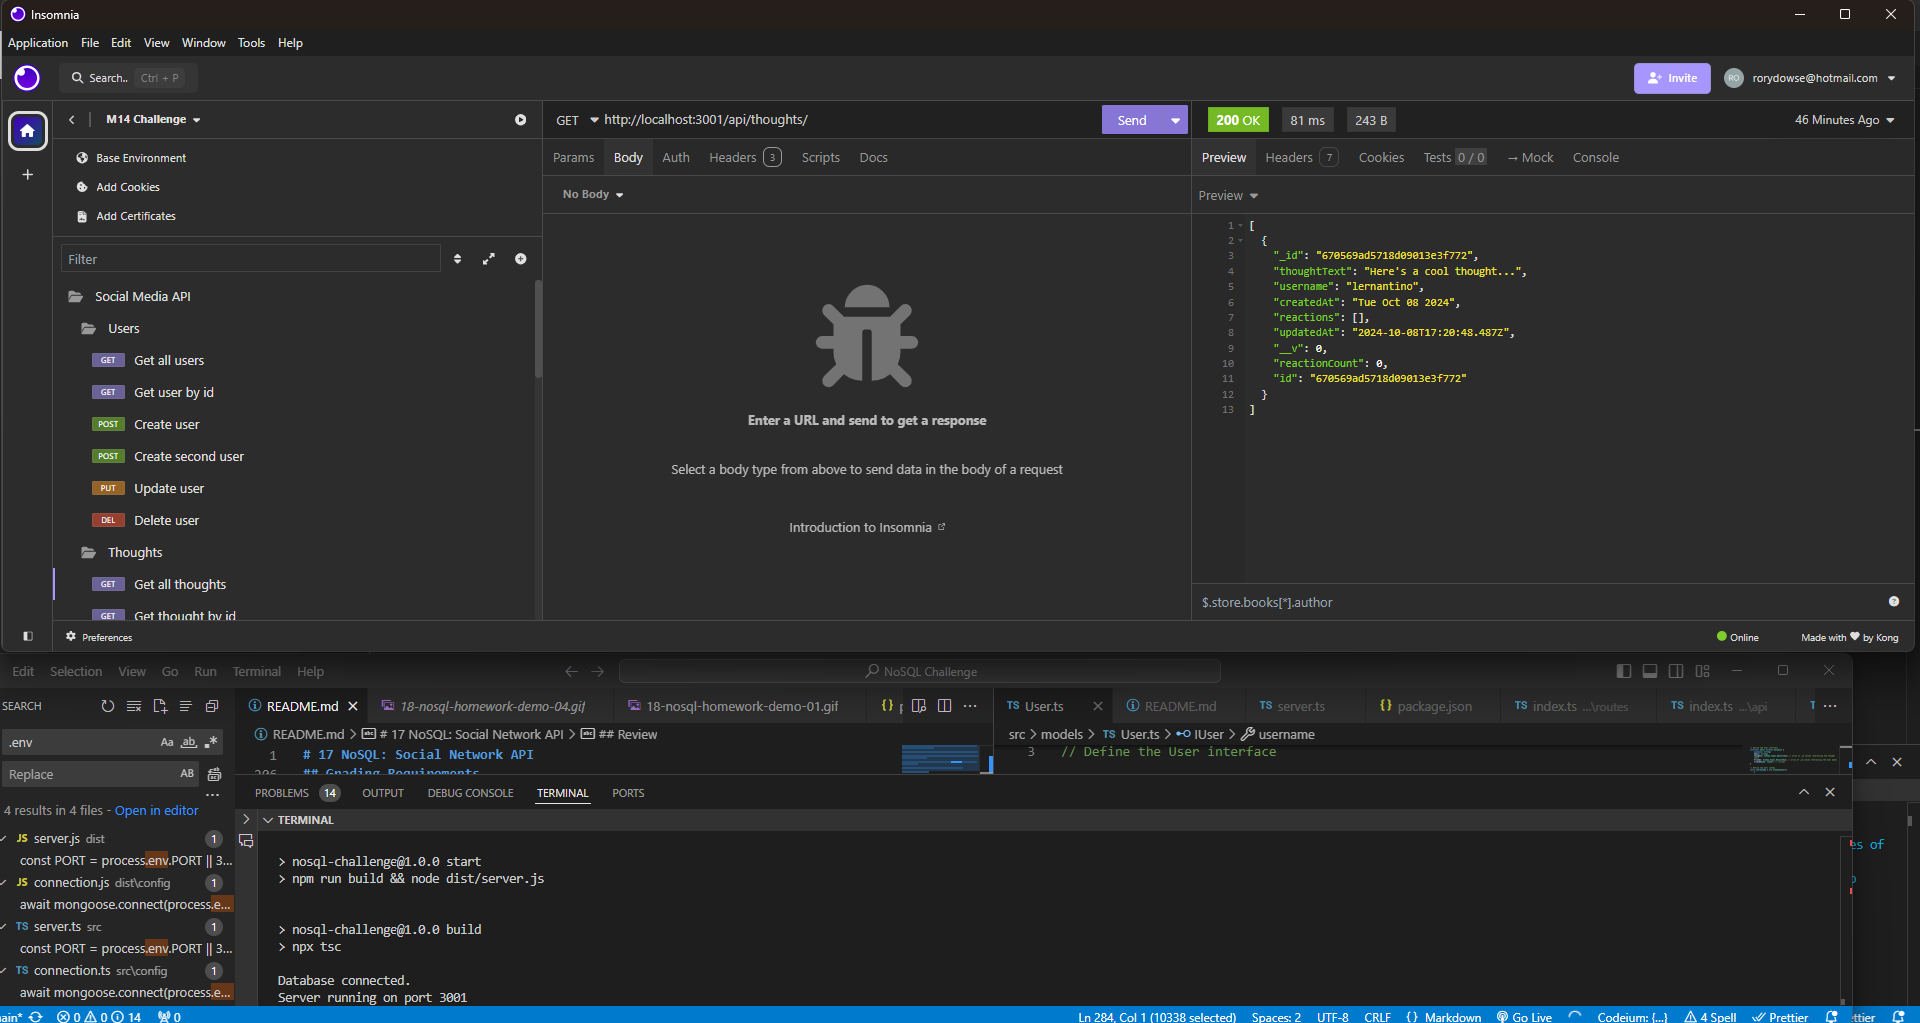 Insomnia
Application File Edit View Window Tools Help
Search.. Ctrl + P
Invite
RO rorydowse@hotmail.com
M14 Challenge
Base Environment
Add Cookies
Add Certificates
Filter
Social Media API
Users
GET Get all users
GET Get user by id
POST Create user
POST Create second user
PUT Update user
DEL Delete user
Thoughts
GET Get all thoughts
GET Get thought by id
Preferences
GET http://localhost:3001/api/thoughts/ Send
Params Body Auth Headers 3 Scripts Docs
No Body
Enter a URL and send to get a response
Select a body type from above to send data in the body of a request
Introduction to Insomnia
200 OK 81 ms 243 B 46 Minutes Ago
Preview Headers 7 Cookies Tests 0 / 0 → Mock Console
Preview
1 [
2 {
3 "_id": "670569ad5718d09013e3f772",
4 "thoughtText": "Here's a cool thought...",
5 "username": "lernantino",
6 "createdAt": "Tue Oct 08 2024",
7 "reactions": [],
8 "updatedAt": "2024-10-08T17:20:48.487Z",
9 "__v": 0,
10 "reactionCount": 0,
11 "id": "670569ad5718d09013e3f772"
12 }
13 ]
$.store.books[*].author
Online Made with by Kong
Edit Selection View Go Run Terminal Help
NoSQL Challenge
SEARCH
.env Aa ab
Replace AB
4 results in 4 files - Open in editor
JS server.js dist 1
const PORT = process.env.PORT || 3...
JS connection.js dist\config 1
await mongoose.connect(process.e...
TS server.ts src 1
const PORT = process.env.PORT || 3...
TS connection.ts src\config 1
await mongoose.connect(process.e...
README.md 18-nosql-homework-demo-04.gif 18-nosql-homework-demo-01.gif {} p
README.md > # 17 NoSQL: Social Network API > ## Review
1 # 17 NoSQL: Social Network API
## Grading Requirements
TS User.ts README.md TS server.ts {} package.json TS index.ts ...\routes TS index.ts ...\api
src > models > TS User.ts > IUser > username
3 // Define the User interface
PROBLEMS 14 OUTPUT DEBUG CONSOLE TERMINAL PORTS
TERMINAL
> nosql-challenge@1.0.0 start
> npm run build && node dist/server.js
> nosql-challenge@1.0.0 build
> npx tsc
Database connected.
Server running on port 3001
es of
ain* 0 0 14 0
Ln 284, Col 1 (10338 selected) Spaces: 2 UTF-8 CRLF {} Markdown Go Live Codeium: {...} 4 Spell Prettier ettier